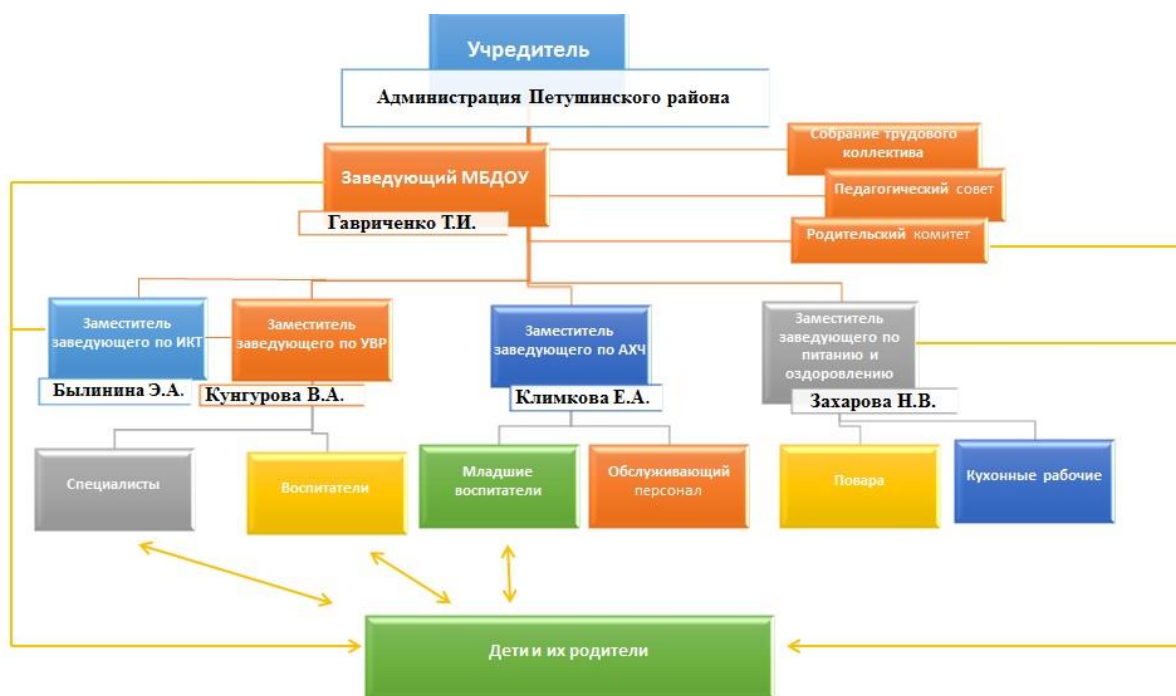 Учредитель
Администрация Петушинского района
Собрание трудового
коллектива
Заведующий МБДОУ
Педагогический совет
Гавриченко Т.И.
Родительский комитет
Заместитель
заведующего по ИКТ
Былинина Э.А.
Заместитель
заведующего по УВР
Кунгурова В.А.
Заместитель
заведующего по АХЧ
Климкова Е.А.
Заместитель
заведующего по
питанию и
оздоровлению
Захарова Н.В.
Специалисты
Воспитатели
Младшие
воспитатели
Обслуживающий
персонал
Повара
Кухонные рабочие
Дети и их родители